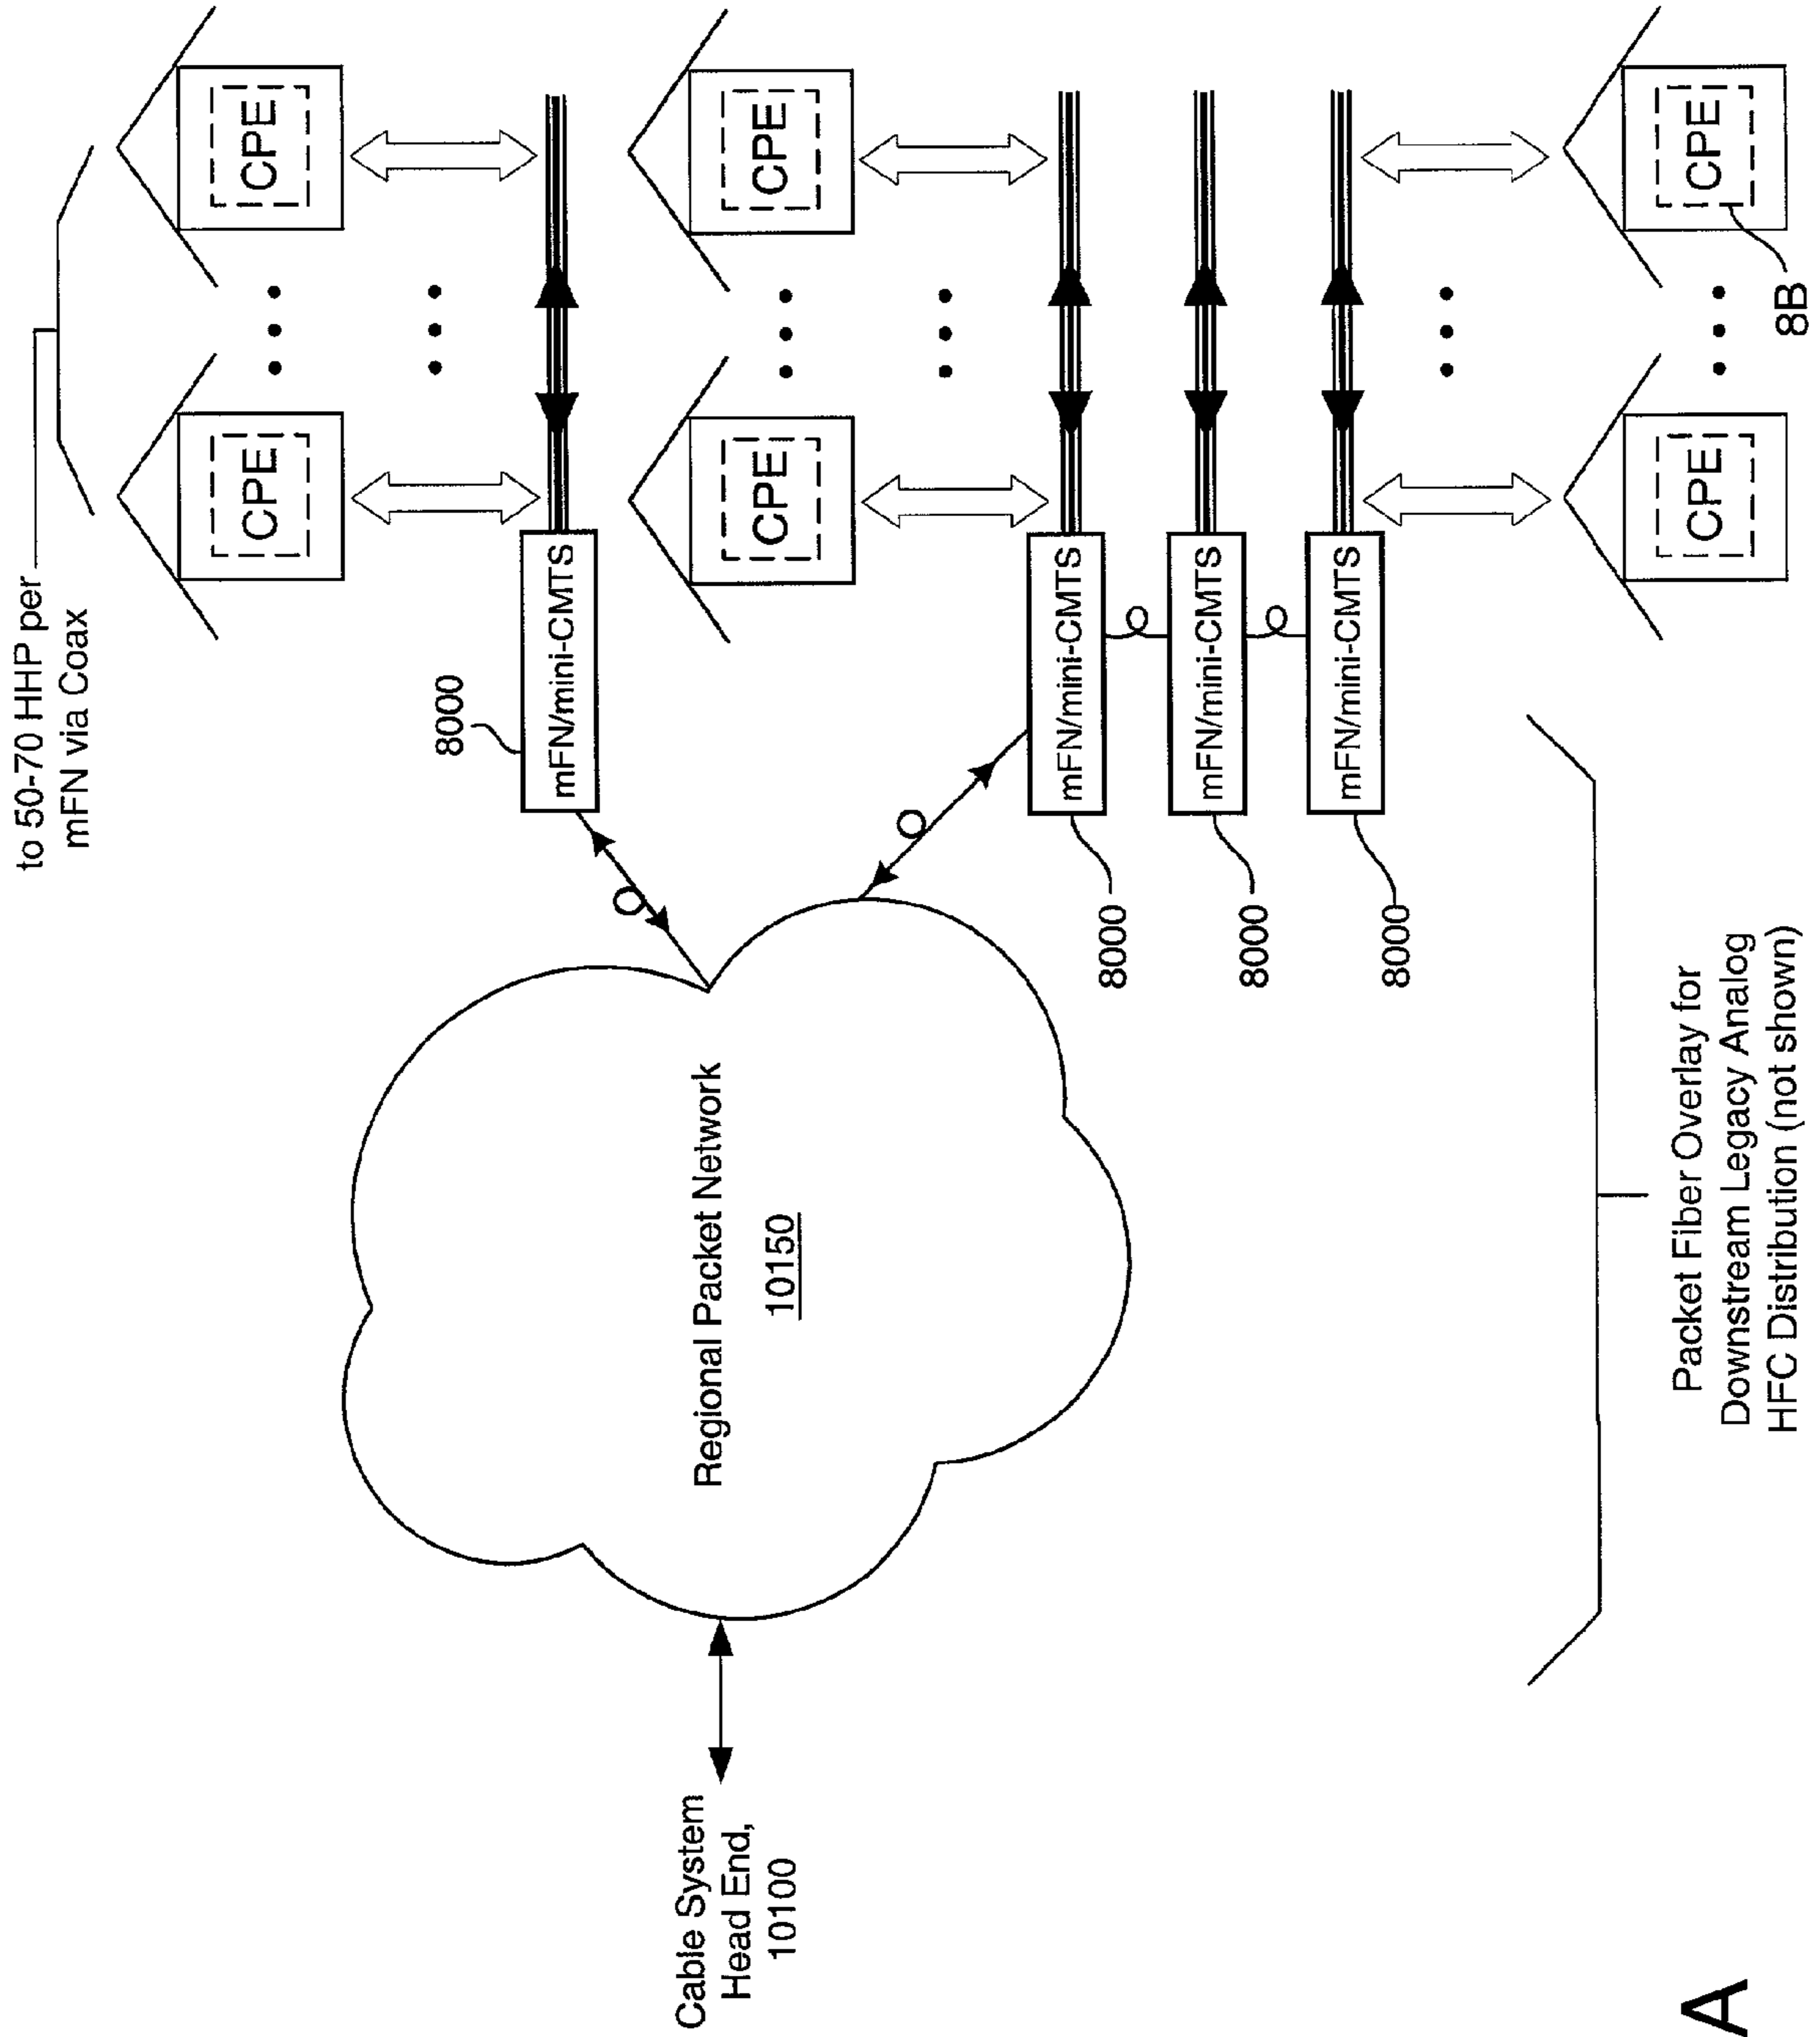 to 50-70 HHP per
mFN via Coax
CPE
CPE
8000
mFN/mini-CMTS
CPE
CPE
Cable System
Head End,
10100
Regional Packet Network
10150
mFN/mini-CMTS
8000
mFN/mini-CMTS
8000
mFN/mini-CMTS
8000
CPE
CPE
8B
Packet Fiber Overlay for
Downstream Legacy Analog
HFC Distribution (not shown)
A